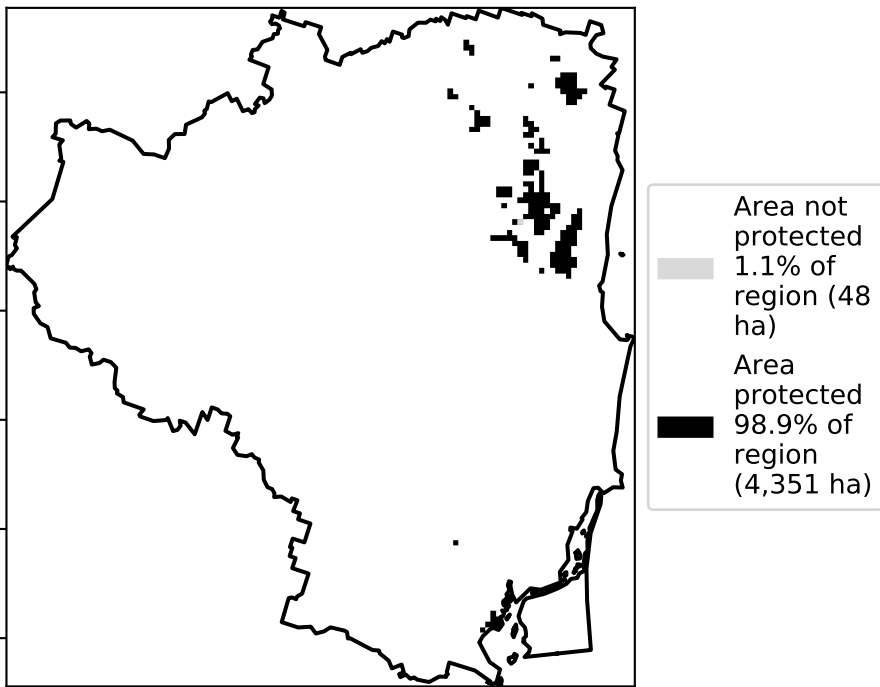 Area not
protected
1.1% of
region (48
ha)
Area
protected
98.9% of
region
(4,351 ha)